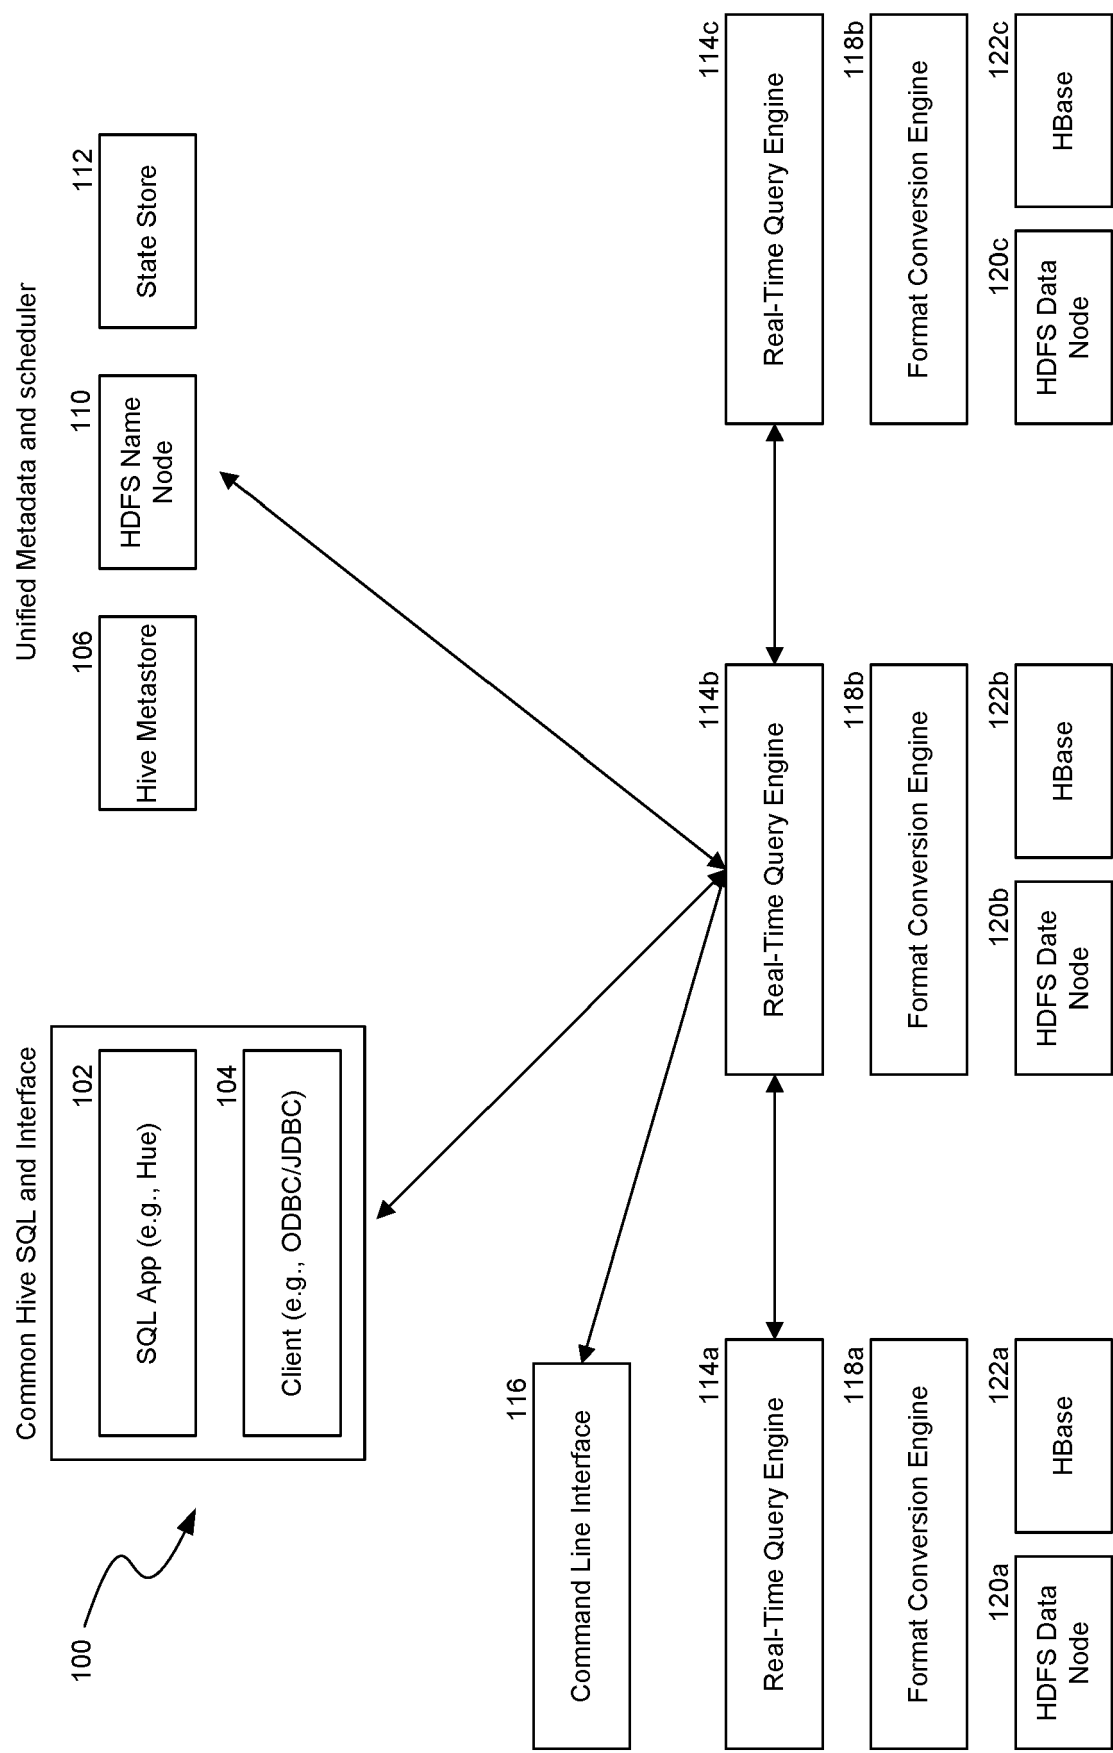 100
Common Hive SQL and Interface
102
SQL App (e.g., Hue)
104
Client (e.g., ODBC/JDBC)
Unified Metadata and scheduler
106
Hive Metastore
110
HDFS Name
Node
112
State Store
116
Command Line Interface
114a
Real-Time Query Engine
114b
Real-Time Query Engine
114c
Real-Time Query Engine
118a
Format Conversion Engine
118b
Format Conversion Engine
118b
Format Conversion Engine
120a
HDFS Data
Node
122a
HBase
120b
HDFS Date
Node
122b
HBase
120c
HDFS Data
Node
122c
HBase